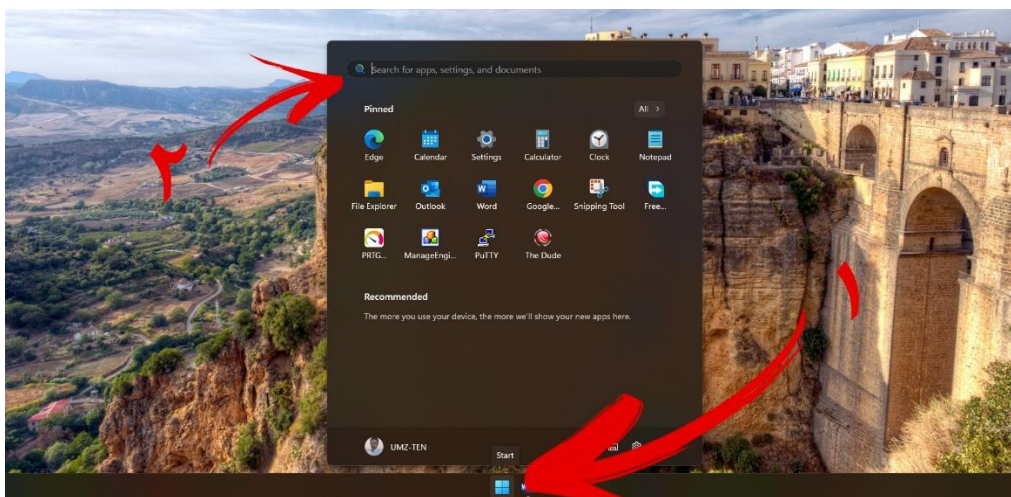 Search for apps, settings, and documents
Pinned
All >
Edge Calendar Settings Calculator Clock Notepad
File Explorer Outlook Word Google... Snipping Tool Free...
PRTG... ManageEngi... PuTTY The Dude
Recommended
The more you use your device, the more we'll show your new apps here.
UMZ-TEN
Start
۲
۱